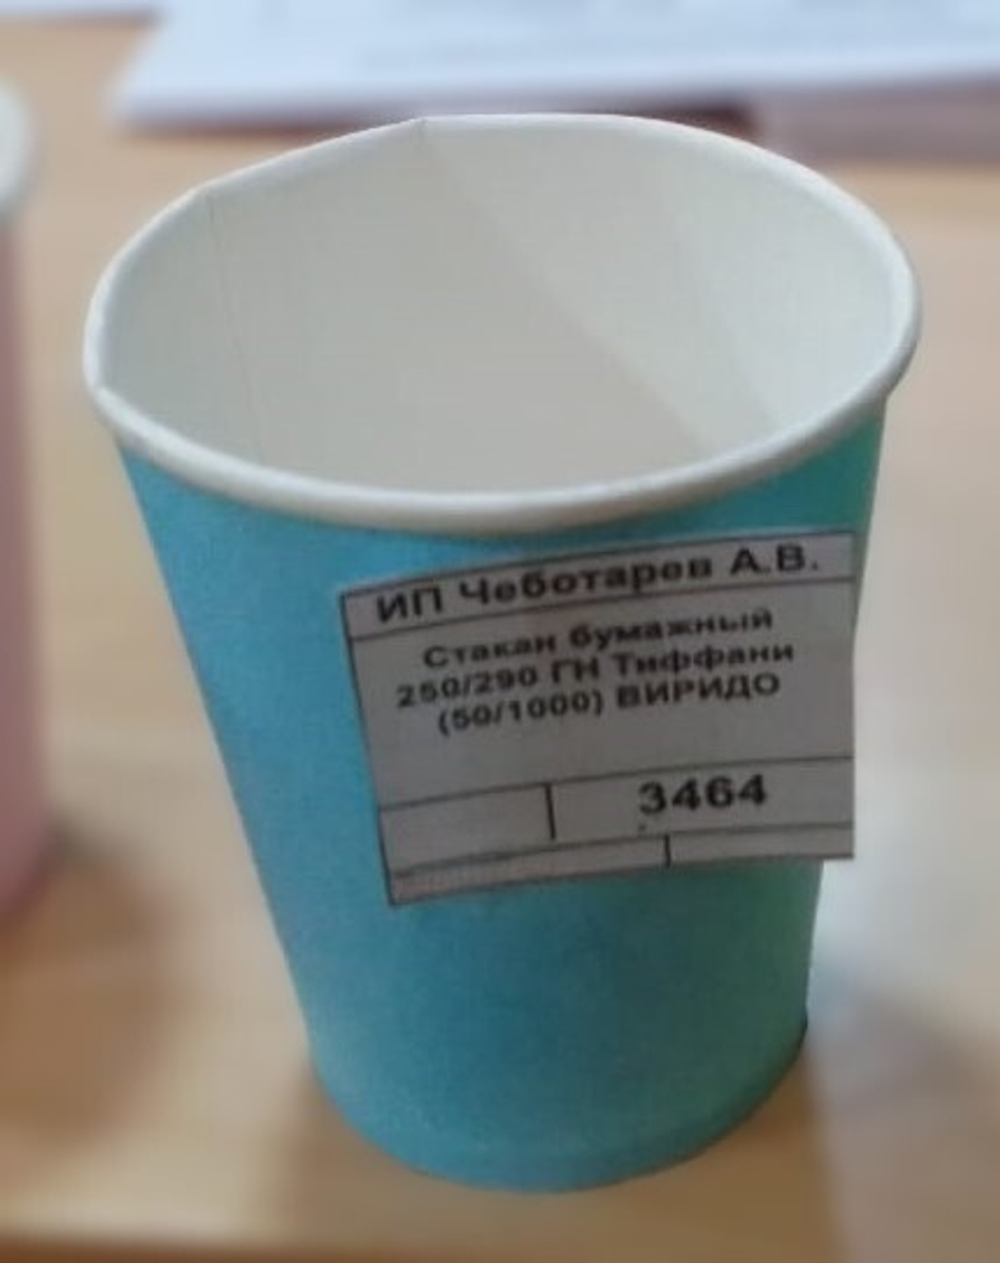 ИП Чеботарев А.В.
Стакан бумажный
250/290 ГН Тиффани
(50/1000) ВИРИДО
3464